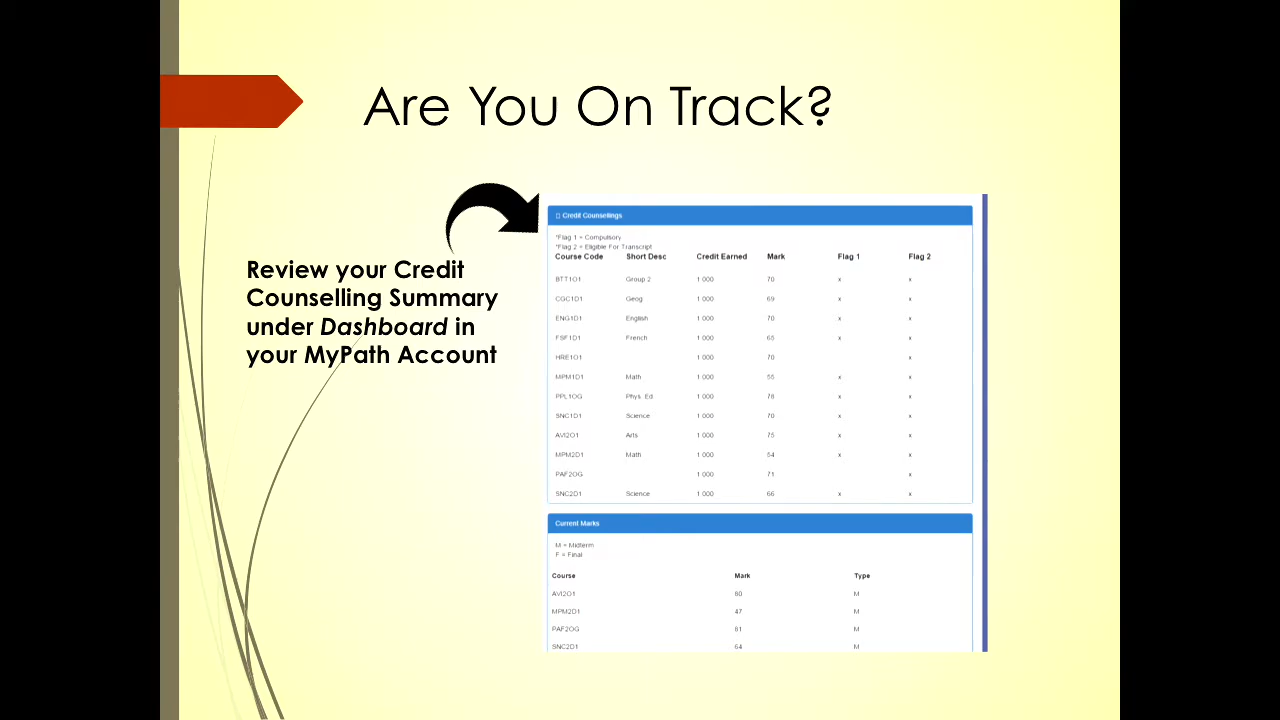 Are You On Track?
Review your Credit
Counselling Summary
under Dashboard in
your MyPath Account
Credit Counsellings
*Flag 1 = Compulsory
*Flag 2 = Eligible For Transcript
Course Code Short Desc Credit Earned Mark Flag 1 Flag 2
BTT1O1 Group 2 1 000 70 x x
CGC1D1 Geog 1 000 69 x x
ENG1D1 English 1 000 70 x x
FSF1D1 French 1 000 65 x x
HRE1O1 1 000 70 x
MPM1D1 Math 1 000 55 x x
PPL1OG Phys Ed 1 000 78 x x
SNC1D1 Science 1 000 70 x x
AVI2O1 Arts 1 000 75 x x
MPM2D1 Math 1 000 54 x x
PAF2OG 1 000 71 x
SNC2D1 Science 1 000 66 x x
Current Marks
M = Midterm
F = Final
Course Mark Type
AVI2O1 80 M
MPM2D1 47 M
PAF2OG 81 M
SNC2D1 64 M